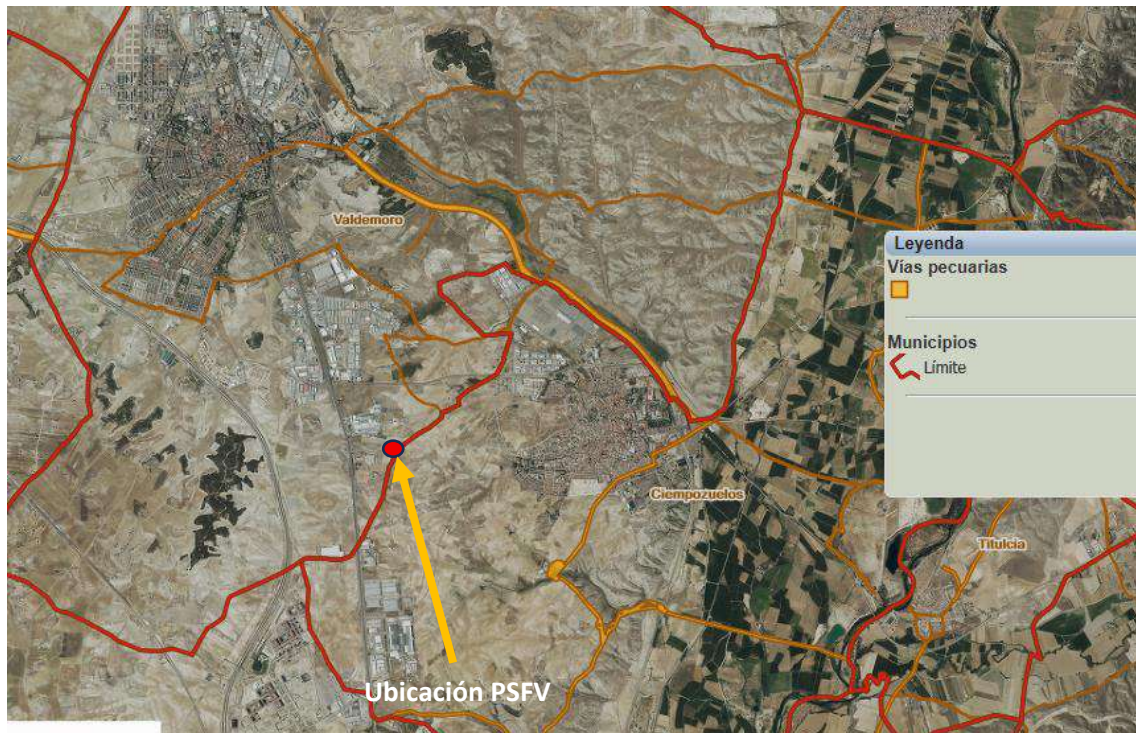 Valdemoro
Leyenda
Vías pecuarias
Municipios
Límite
Ciempozuelos
Titulcia
Ubicación PSFV